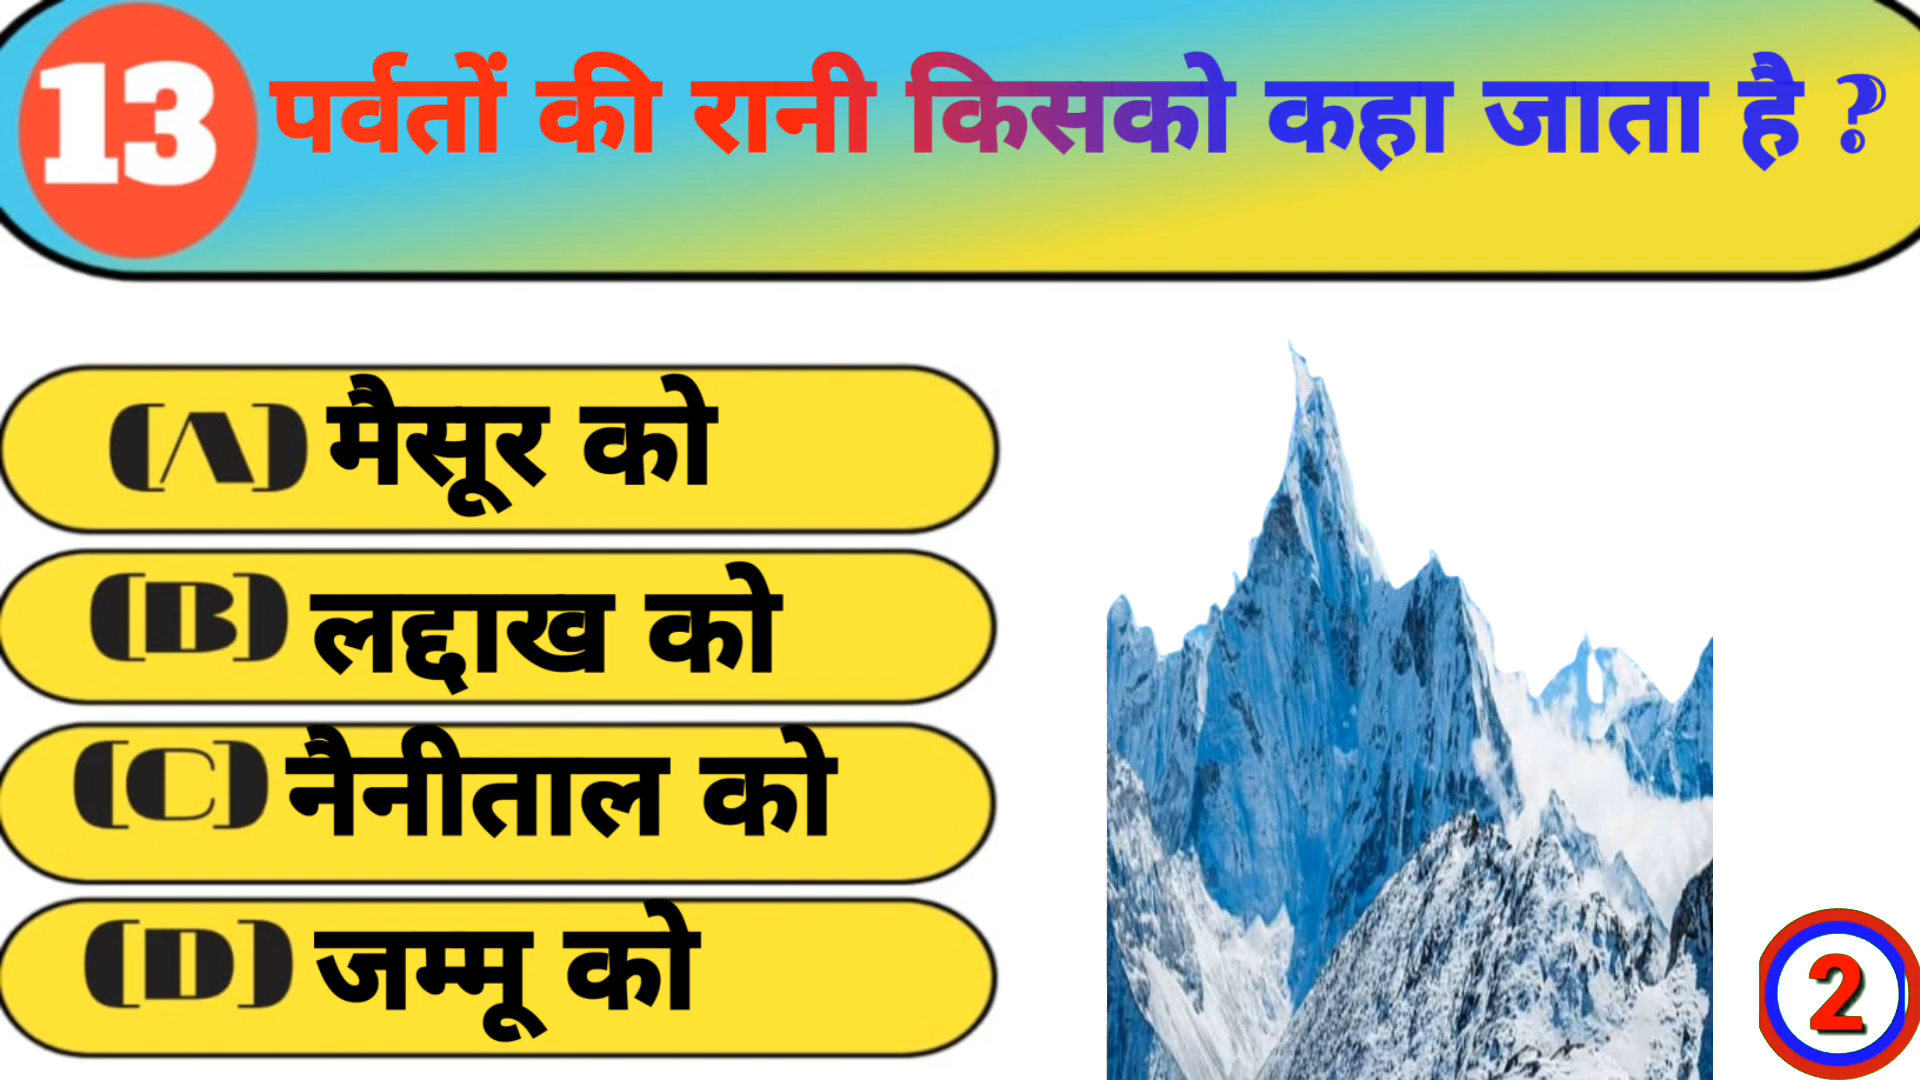 13 पर्वतों की रानी किसको कहा जाता है ?
(A) मैसूर को
(B) लद्दाख को
(C) नैनीताल को
(D) जम्मू को
2